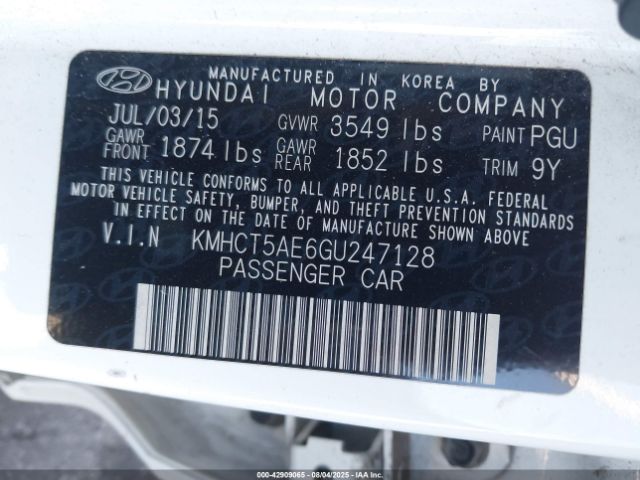 MANUFACTURED IN KOREA BY
HYUNDAI MOTOR COMPANY
JUL/03/15 GVWR 3549 lbs PAINT PGU
GAWR FRONT 1874 lbs GAWR REAR 1852 lbs TRIM 9Y
THIS VEHICLE CONFORMS TO ALL APPLICABLE U.S.A. FEDERAL
MOTOR VEHICLE SAFETY, BUMPER, AND THEFT PREVENTION STANDARDS
IN EFFECT ON THE DATE OF MANUFACTURE SHOWN ABOVE.
V.I.N KMHCT5AE6GU247128
PASSENGER CAR
000-42909065 - 08/04/2025 - IAA Inc.